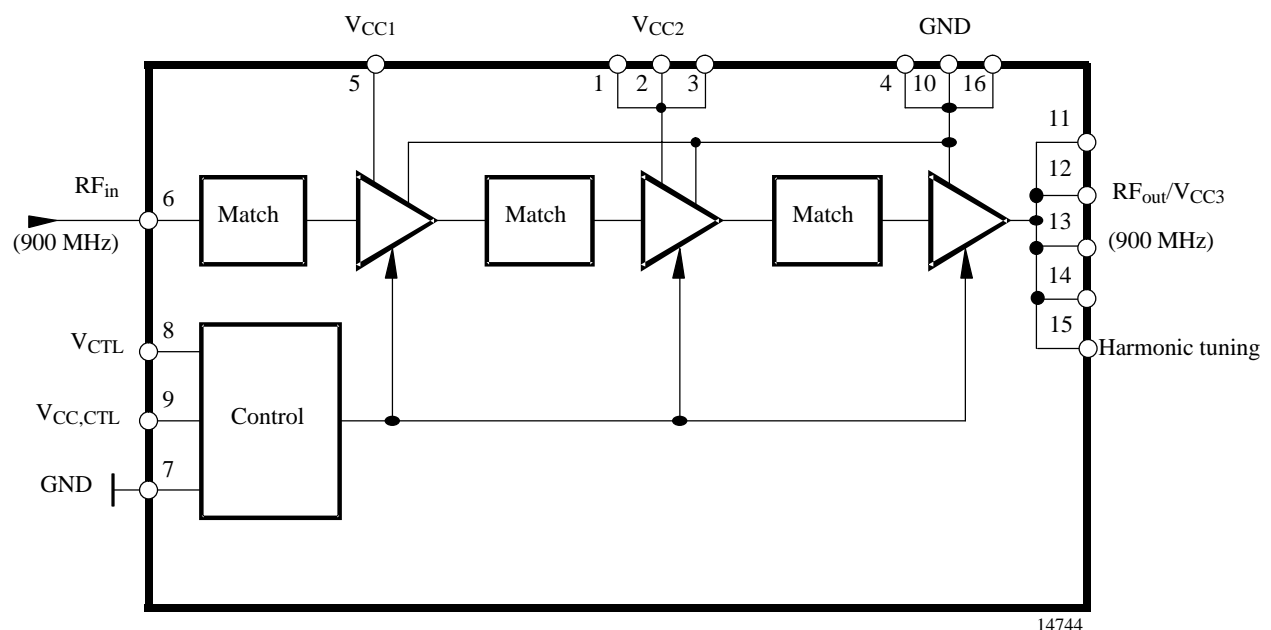 VCC1
VCC2
GND
5
1
2
3
4
10
16
11
12
RFin
6
Match
Match
Match
RFout/VCC3
13
(900 MHz)
(900 MHz)
14
8
VCTL
15
Harmonic tuning
9
VCC,CTL
Control
7
GND
14744